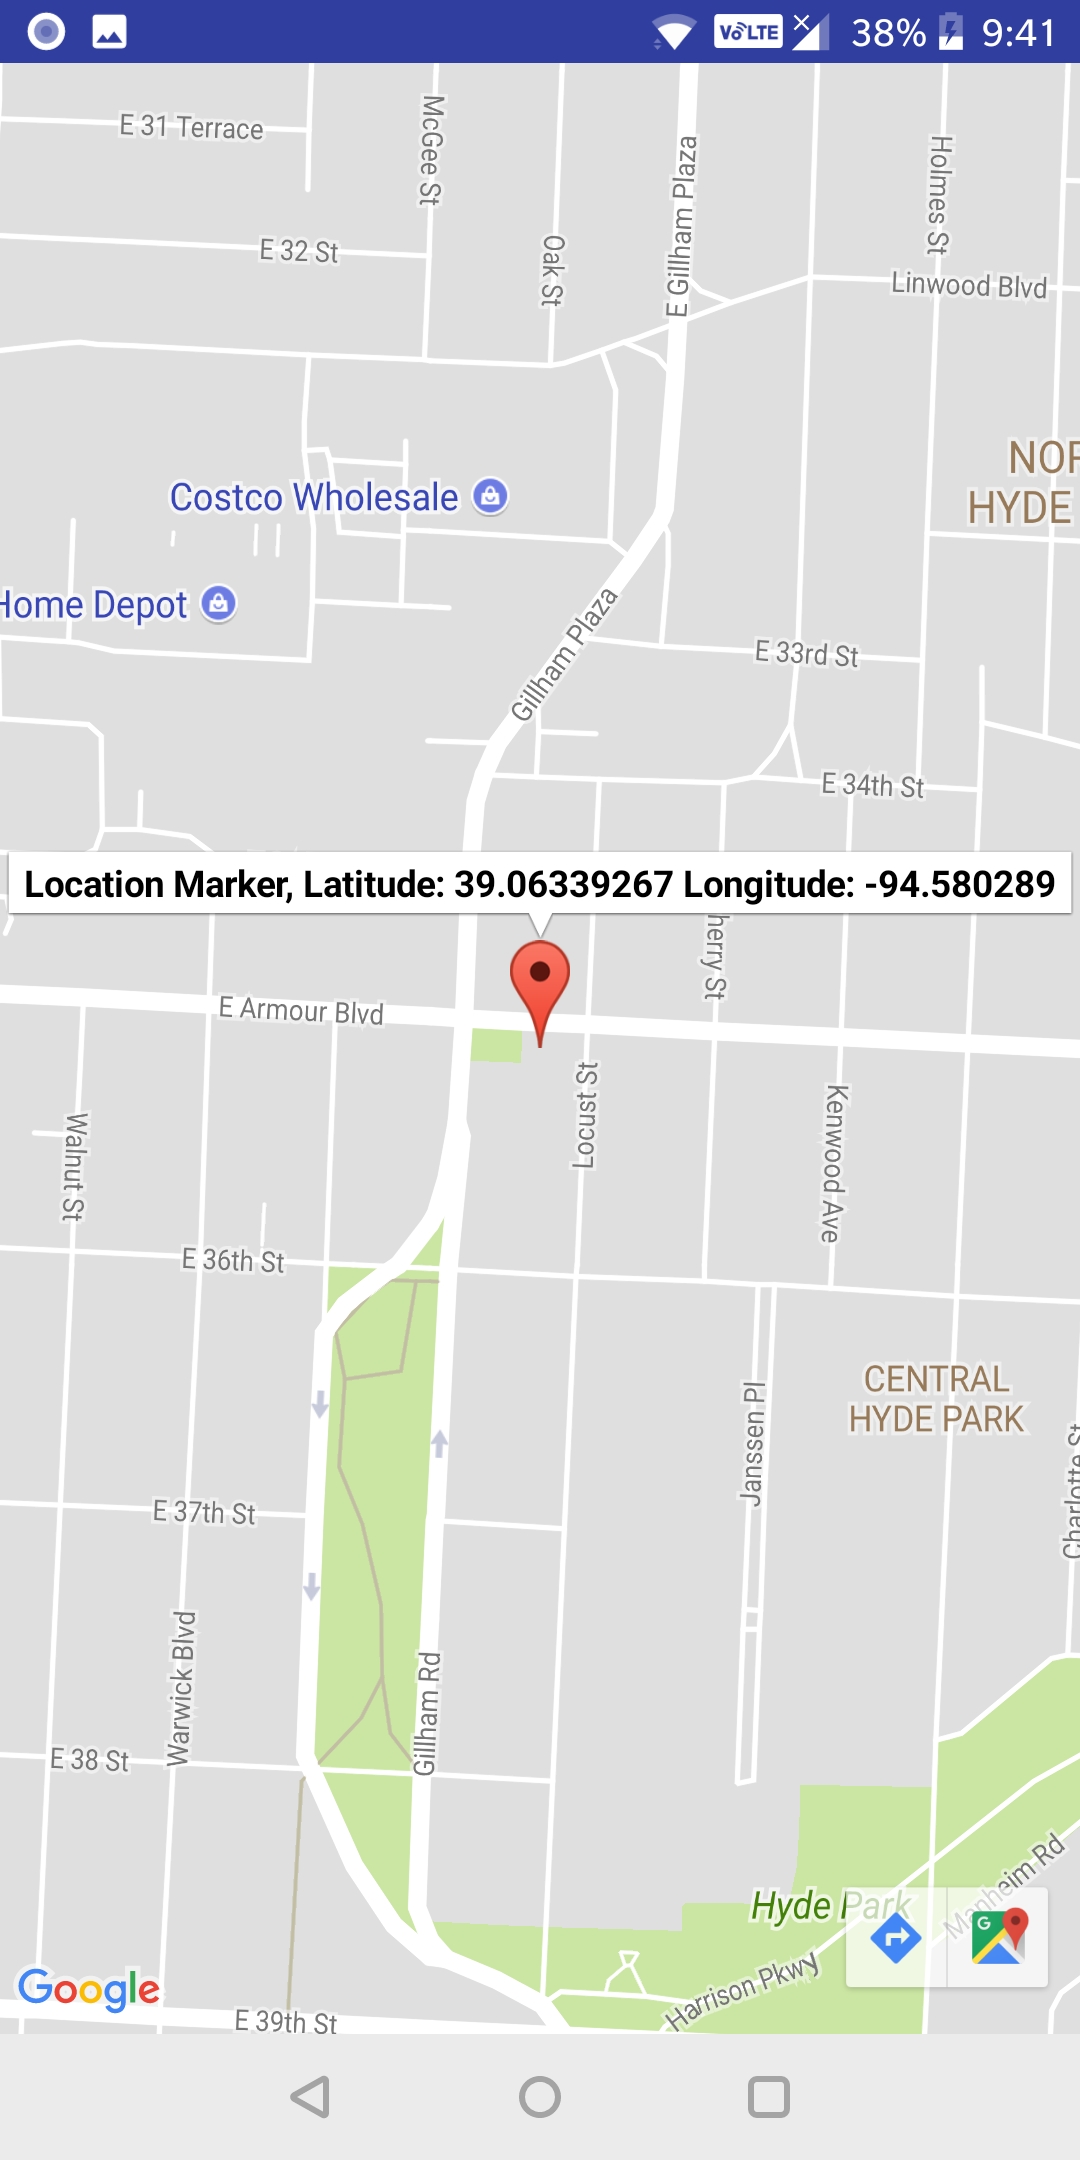 VoLTE 38% 9:41
E 31 Terrace
McGee St
E Gillham Plaza
Holmes St
E 32 St
Oak St
Linwood Blvd
Costco Wholesale
HYDE
Home Depot
Gillham Plaza
E 33rd St
E 34th St
Location Marker, Latitude: 39.06339267 Longitude: -94.580289
herry St
E Armour Blvd
Locust St
Kenwood Ave
Walnut St
E 36th St
CENTRAL
HYDE PARK
Janssen Pl
Charlotte St
E 37th St
Warwick Blvd
Gillham Rd
E 38 St
Manheim Rd
Hyde Park
Harrison Pkwy
Google
E 39th St